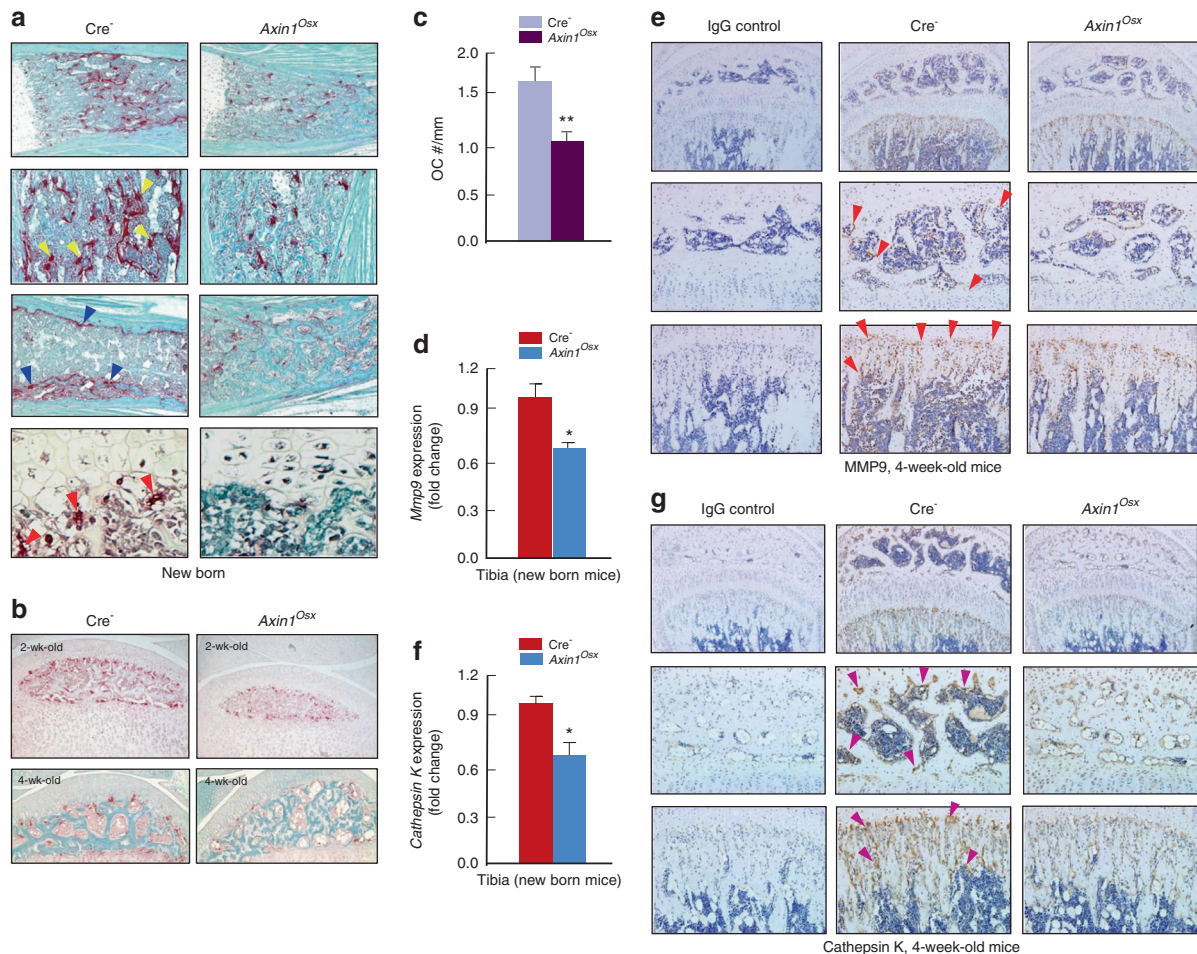 a
Cre⁻
Axin1ᴼˢˣ
New born
b
Cre⁻
Axin1ᴼˢˣ
2-wk-old
2-wk-old
4-wk-old
4-wk-old
c
Cre⁻
Axin1ᴼˢˣ
OC #/mm
2.0
1.5
1.0
0.5
2.0
**
d
Cre⁻
Axin1ᴼˢˣ
Mmp9 expression
(fold change)
1.2
0.9
0.6
0.3
0.0
*
Tibia (new born mice)
f
Cre⁻
Axin1ᴼˢˣ
Cathepsin K expression
(fold change)
1.2
0.9
0.6
0.3
0.0
*
Tibia (new born mice)
e
IgG control
Cre⁻
Axin1ᴼˢˣ
MMP9, 4-week-old mice
g
IgG control
Cre⁻
Axin1ᴼˢˣ
Cathepsin K, 4-week-old mice